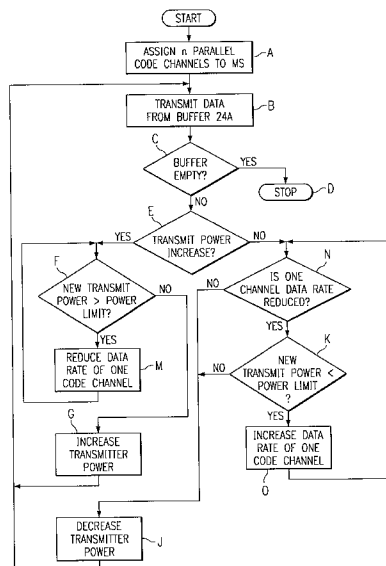 START
ASSIGN n PARALLEL
CODE CHANNELS TO MS
A
TRANSMIT DATA
FROM BUFFER 24A
B
C
BUFFER
EMPTY?
YES
STOP
D
NO
E
YES
TRANSMIT POWER
INCREASE?
NO
F
NEW TRANSMIT
POWER > POWER
LIMIT?
NO
N
IS ONE
CHANNEL DATA RATE
REDUCED?
NO
YES
YES
REDUCE DATA
RATE OF ONE
CODE CHANNEL
M
K
NEW
TRANSMIT POWER <
POWER LIMIT
?
NO
YES
G
INCREASE
TRANSMITTER
POWER
INCREASE DATA
RATE OF ONE
CODE CHANNEL
O
DECREASE
TRANSMITTER
POWER
J